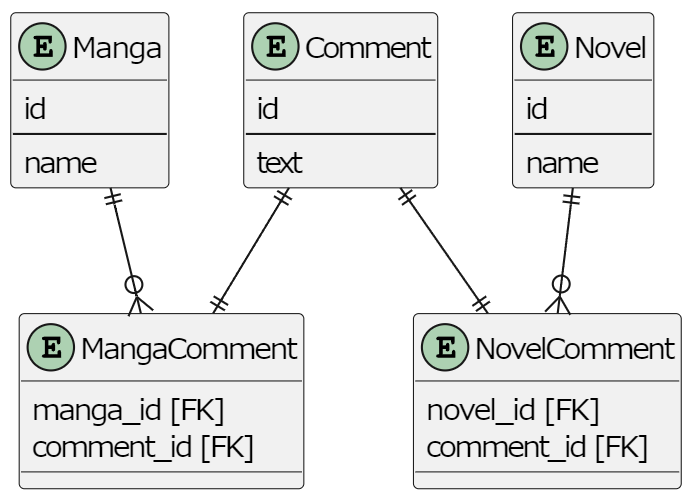 E Manga
id
name
E Comment
id
text
E Novel
id
name
E MangaComment
manga_id [FK]
comment_id [FK]
E NovelComment
novel_id [FK]
comment_id [FK]